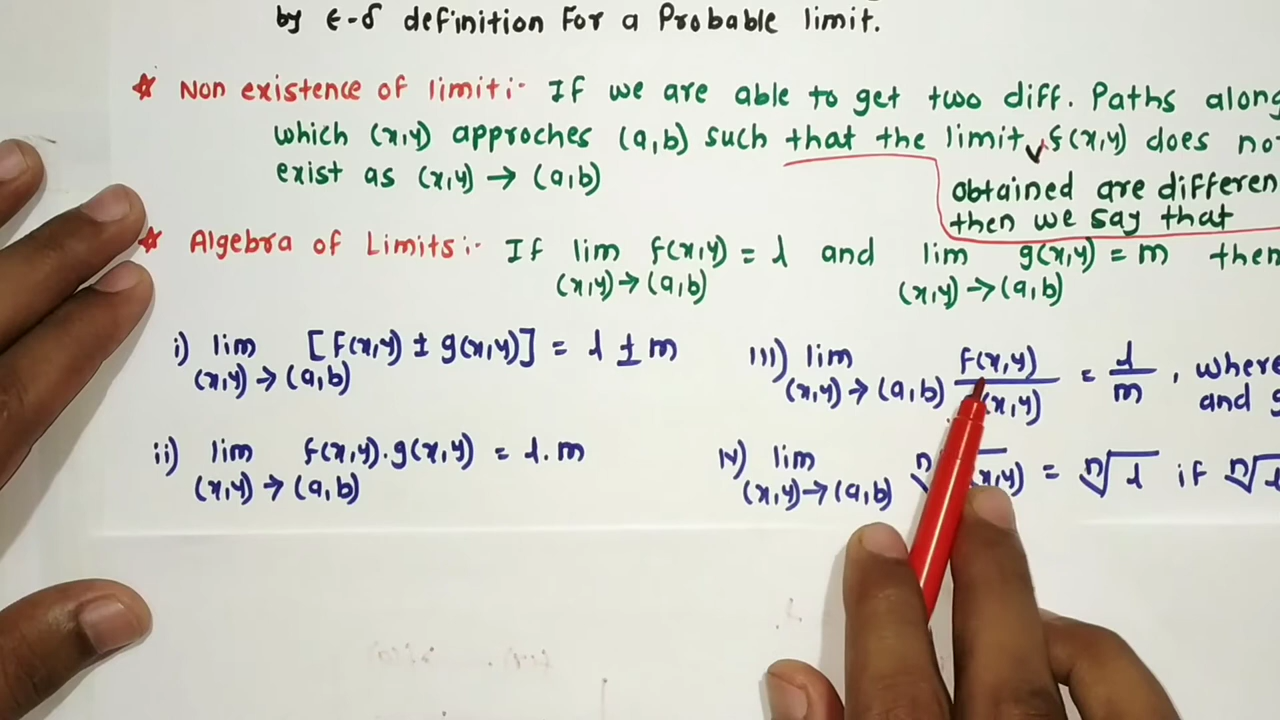 by ϵ-δ definition for a Probable limit.
* Non existence of limit:- If we are able to get two diff. Paths along
which (x,y) approches (a,b) such that the limit f(x,y) does no
obtained are differen
then we say that
exist as (x,y) → (a,b)
* Algebra of Limits:- If lim f(x,y) = l and lim g(x,y) = m then
(x,y)→(a,b) (x,y)→(a,b)
i) lim [f(x,y) ± g(x,y)] = l ± m
(x,y)→(a,b)
iii) lim f(x,y)/(x,y) = l/m , where
(x,y)→(a,b) and g
ii) lim f(x,y).g(x,y) = l.m
(x,y)→(a,b)
iv) lim ⁿ√(x,y) = ⁿ√l if ⁿ√l
(x,y)→(a,b)